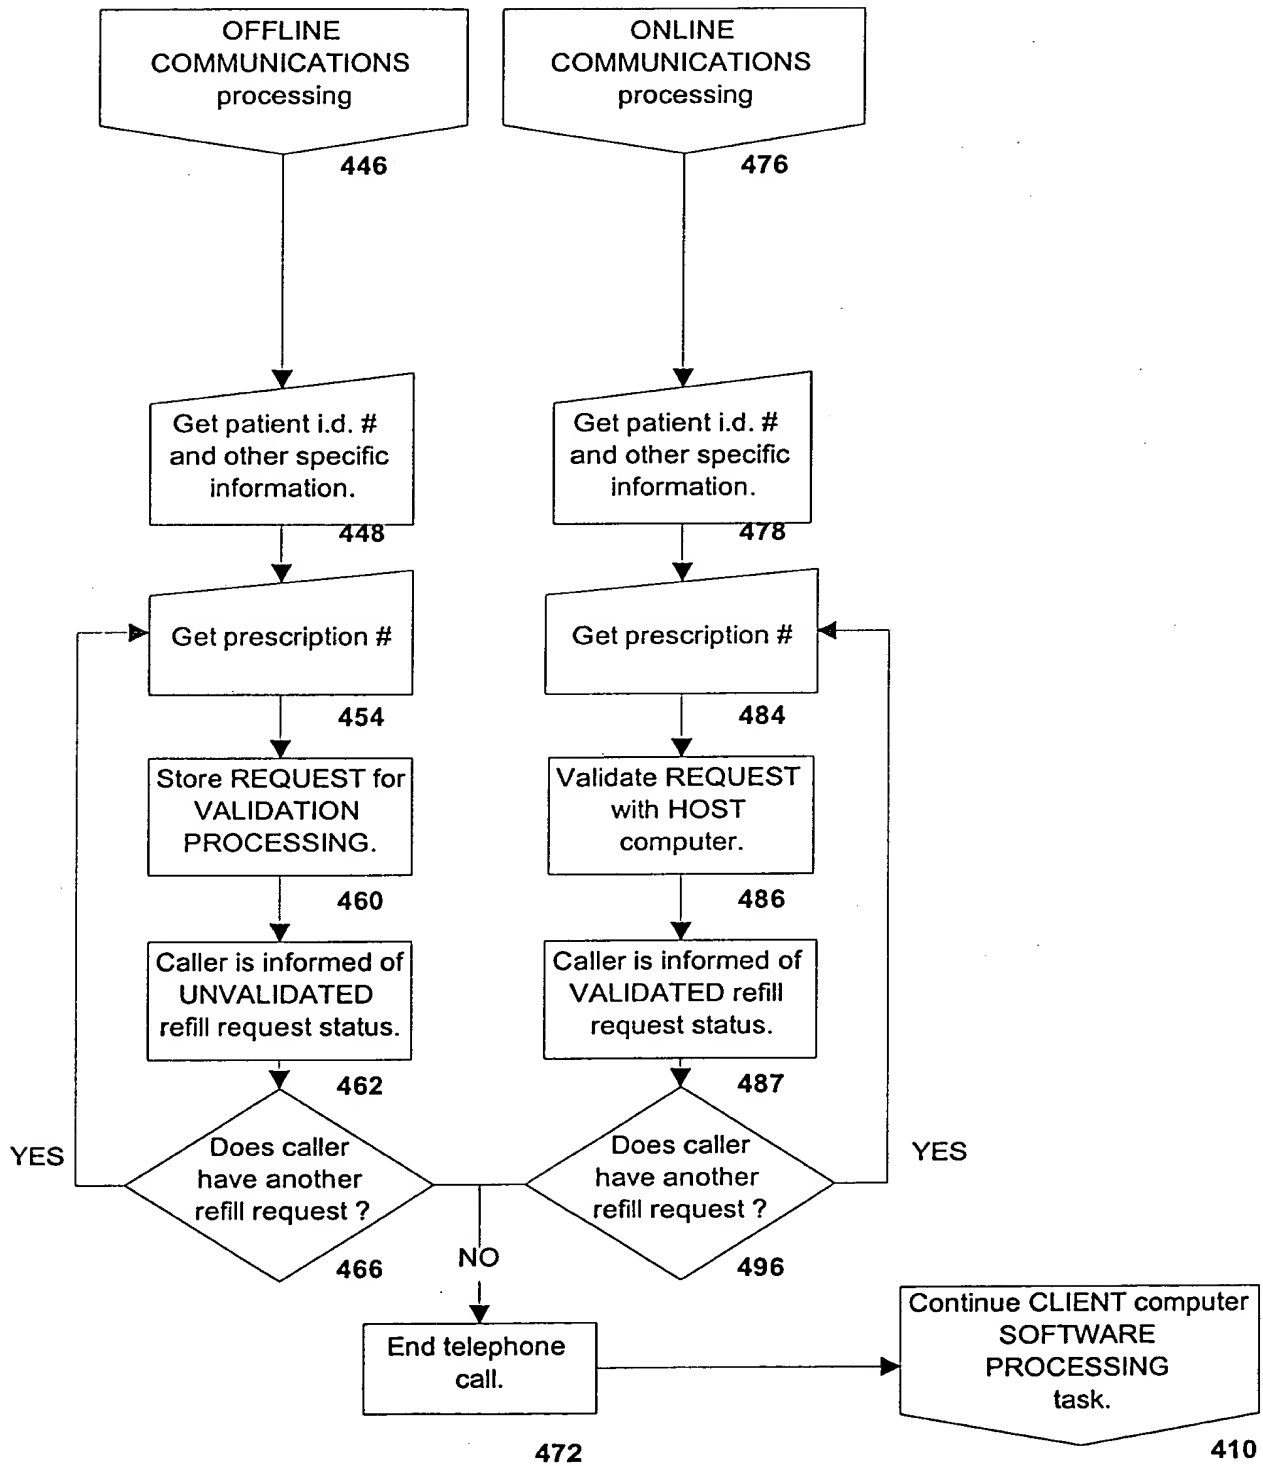 OFFLINE
COMMUNICATIONS
processing
446
ONLINE
COMMUNICATIONS
processing
476
Get patient i.d. #
and other specific
information.
448
Get patient i.d. #
and other specific
information.
478
Get prescription #
454
Get prescription #
484
Store REQUEST for
VALIDATION
PROCESSING.
460
Validate REQUEST
with HOST
computer.
486
Caller is informed of
UNVALIDATED
refill request status.
462
Caller is informed of
VALIDATED refill
request status.
487
YES
Does caller
have another
refill request ?
466
Does caller
have another
refill request ?
496
YES
NO
End telephone
call.
472
Continue CLIENT computer
SOFTWARE
PROCESSING
task.
410